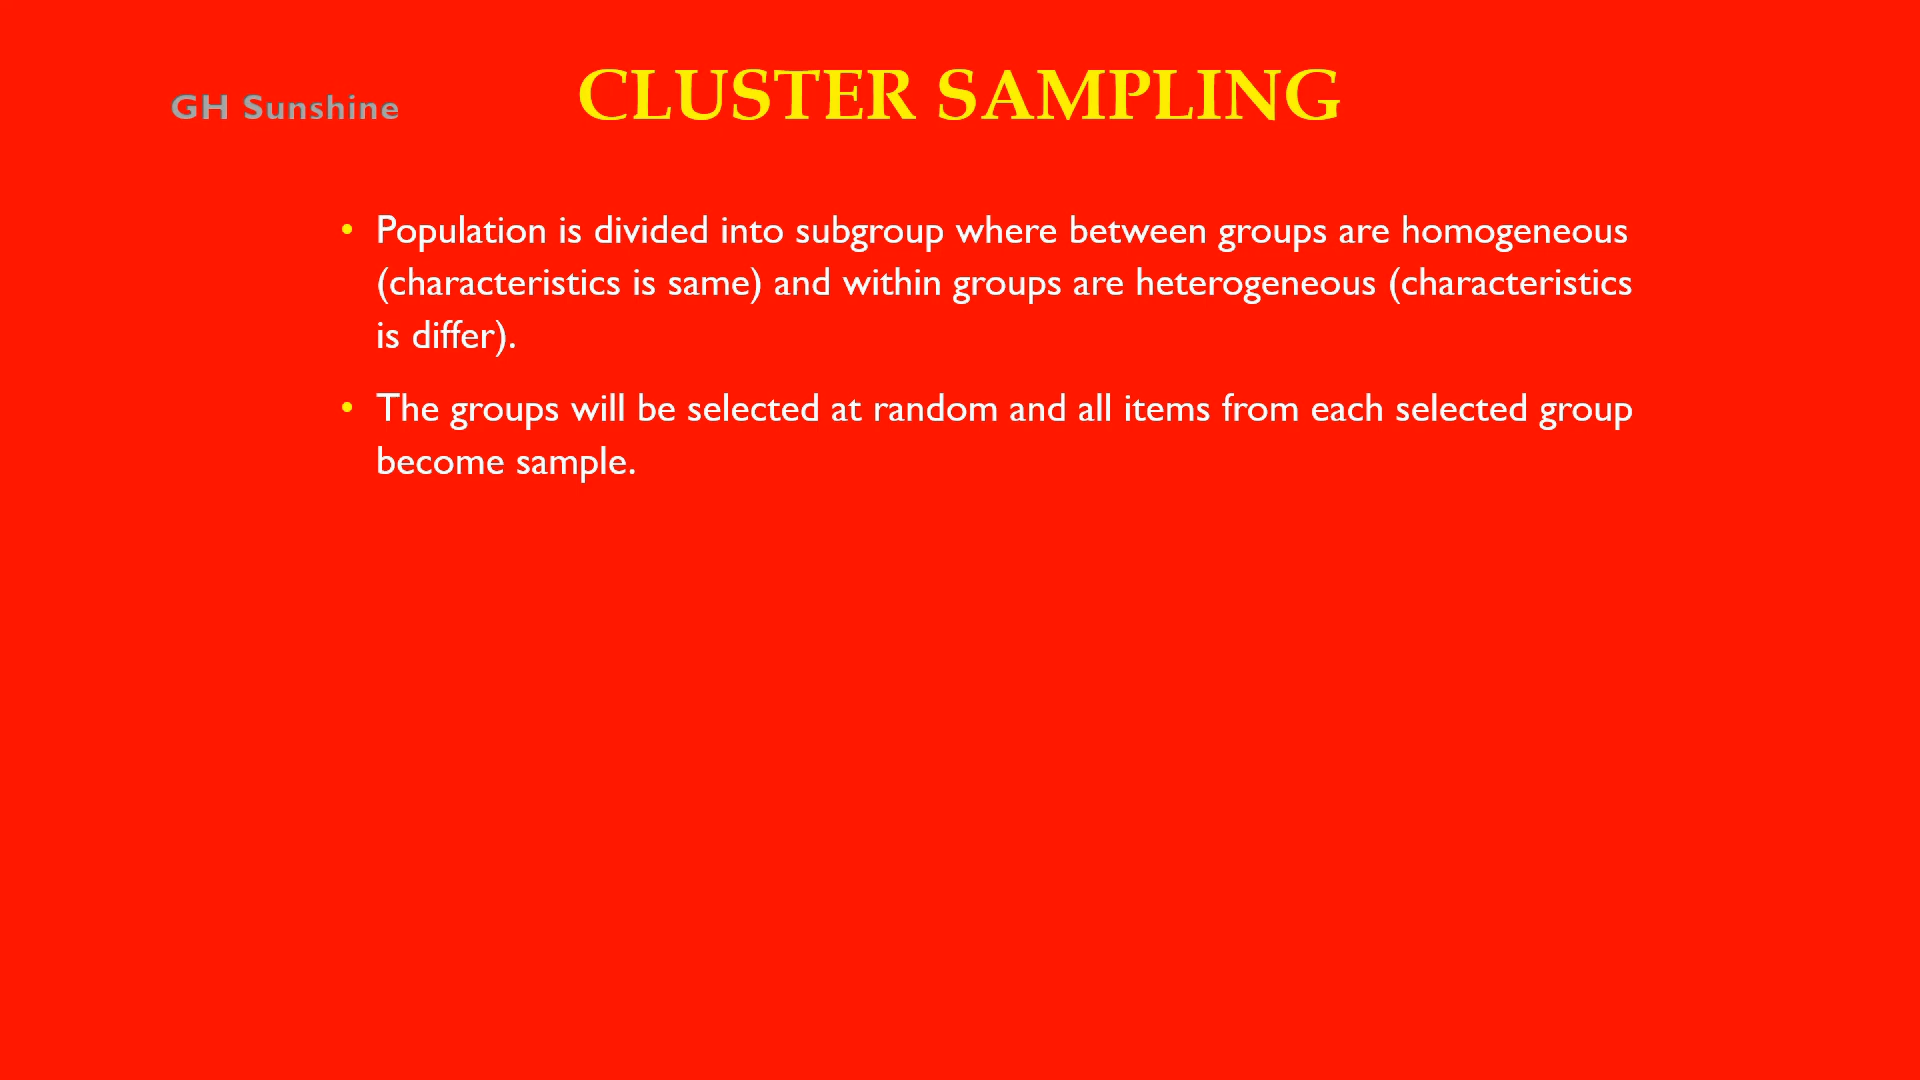 GH Sunshine
CLUSTER SAMPLING
• Population is divided into subgroup where between groups are homogeneous
(characteristics is same) and within groups are heterogeneous (characteristics
is differ).
• The groups will be selected at random and all items from each selected group
become sample.